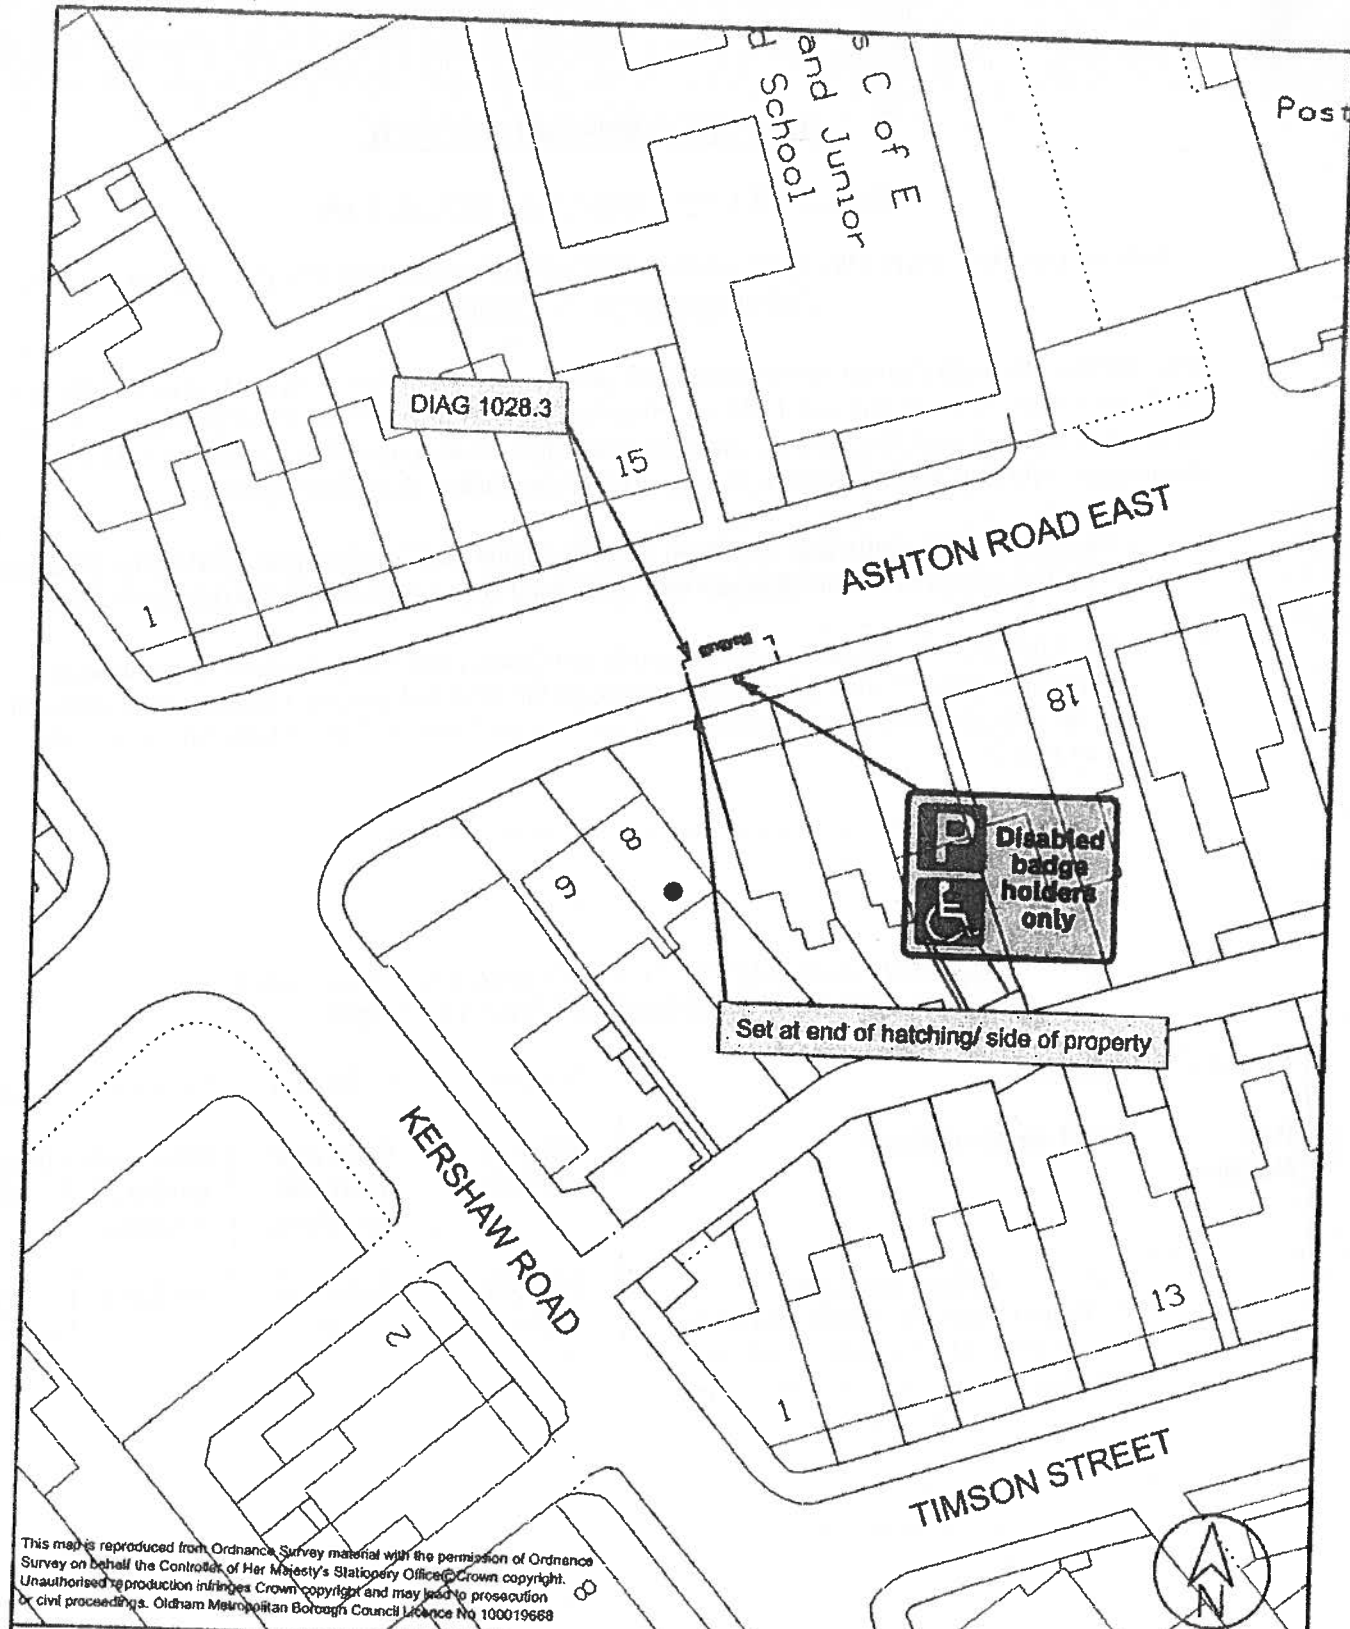 s C of E
and Junior
d School
Post
DIAG 1028.3
15
ASHTON ROAD EAST
1
18
8
6
P
Disabled
badge
holders
only
Set at end of hatching/ side of property
KERSHAW ROAD
2
13
1
TIMSON STREET
8
This map is reproduced from Ordnance Survey material with the permission of Ordnance
Survey on behalf the Controller of Her Majesty's Stationery Office © Crown copyright.
Unauthorised reproduction infringes Crown copyright and may lead to prosecution
or civil proceedings. Oldham Metropolitan Borough Council Licence No 100019668
N